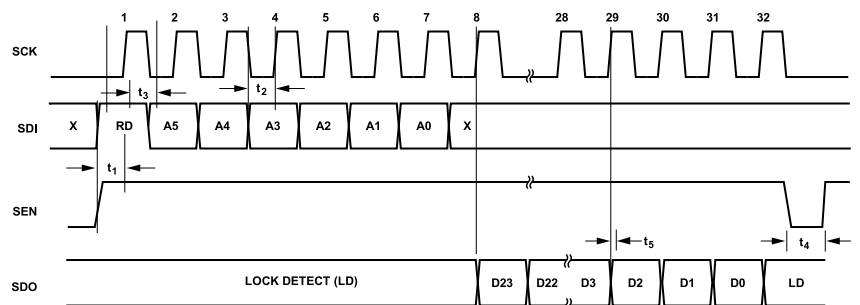 1 2 3 4 5 6 7 8 28 29 30 31 32
SCK
t3 t2
SDI X RD A5 A4 A3 A2 A1 A0 X
t1
SEN
t5 t4
SDO LOCK DETECT (LD) D23 D22 D3 D2 D1 D0 LD